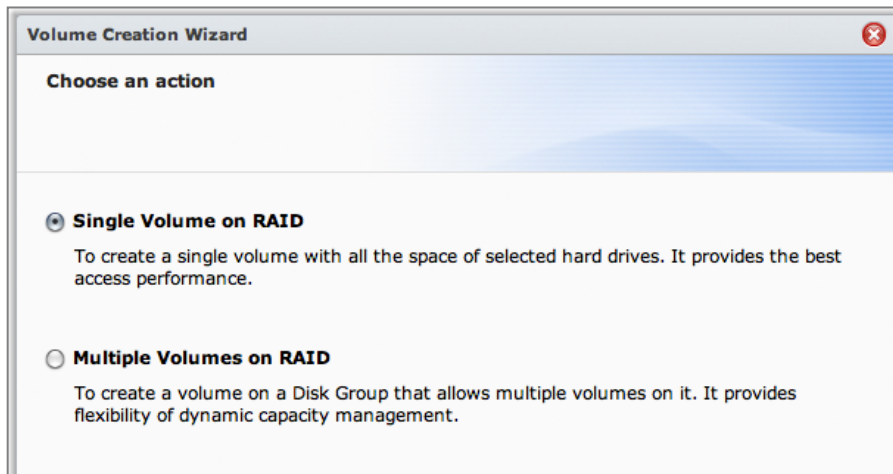 Volume Creation Wizard
Choose an action
Single Volume on RAID
To create a single volume with all the space of selected hard drives. It provides the best
access performance.
Multiple Volumes on RAID
To create a volume on a Disk Group that allows multiple volumes on it. It provides
flexibility of dynamic capacity management.